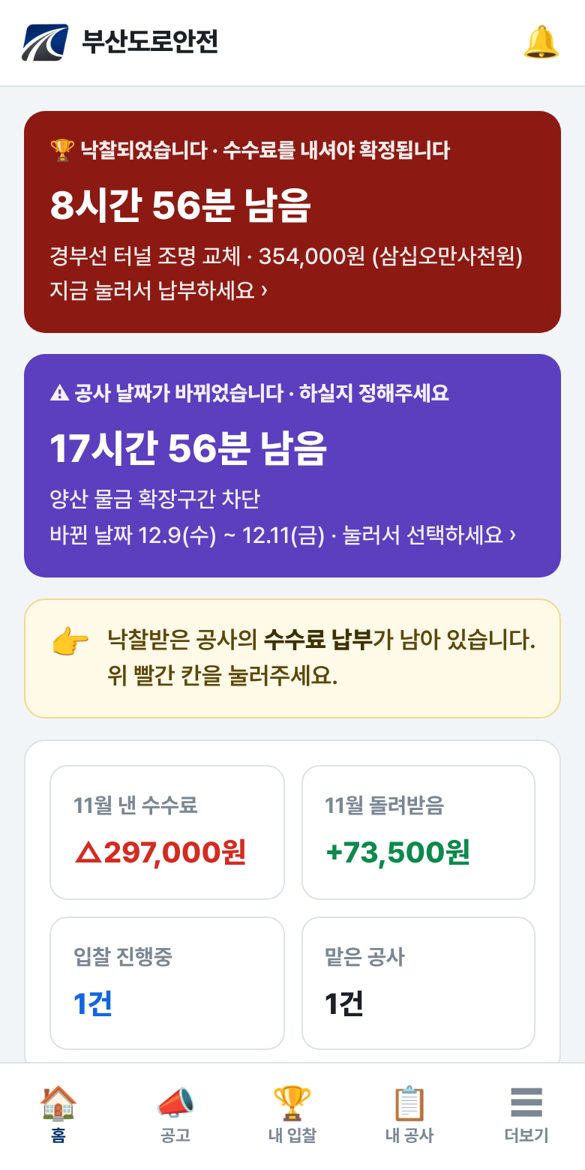 부산도로안전
🏆 낙찰되었습니다 · 수수료를 내셔야 확정됩니다
8시간 56분 남음
경부선 터널 조명 교체 · 354,000원 (삼십오만사천원)
지금 눌러서 납부하세요 ›
⚠ 공사 날짜가 바뀌었습니다 · 하실지 정해주세요
17시간 56분 남음
양산 물금 확장구간 차단
바뀐 날짜 12.9(수) ~ 12.11(금) · 눌러서 선택하세요 ›
👉 낙찰받은 공사의 수수료 납부가 남아 있습니다.
위 빨간 칸을 눌러주세요.
11월 낸 수수료
△297,000원
11월 돌려받음
+73,500원
입찰 진행중
1건
맡은 공사
1건
홈
공고
내 입찰
내 공사
더보기